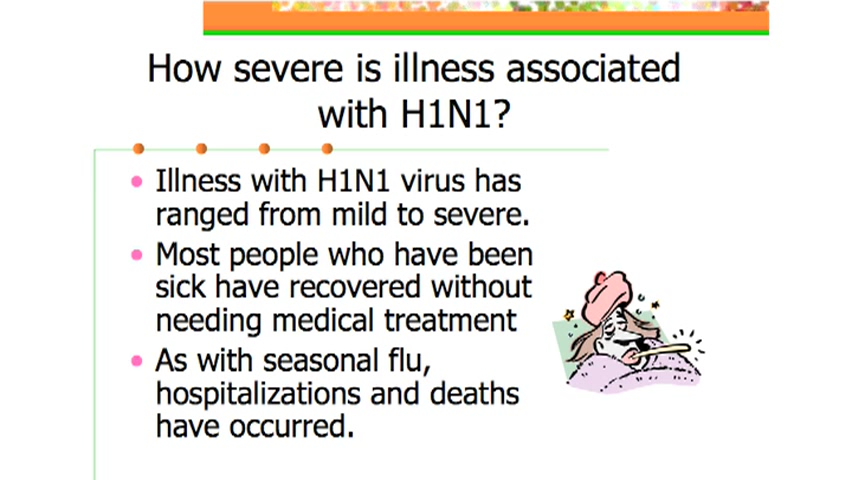 How severe is illness associated
with H1N1?
• Illness with H1N1 virus has
ranged from mild to severe.
• Most people who have been
sick have recovered without
needing medical treatment
• As with seasonal flu,
hospitalizations and deaths
have occurred.